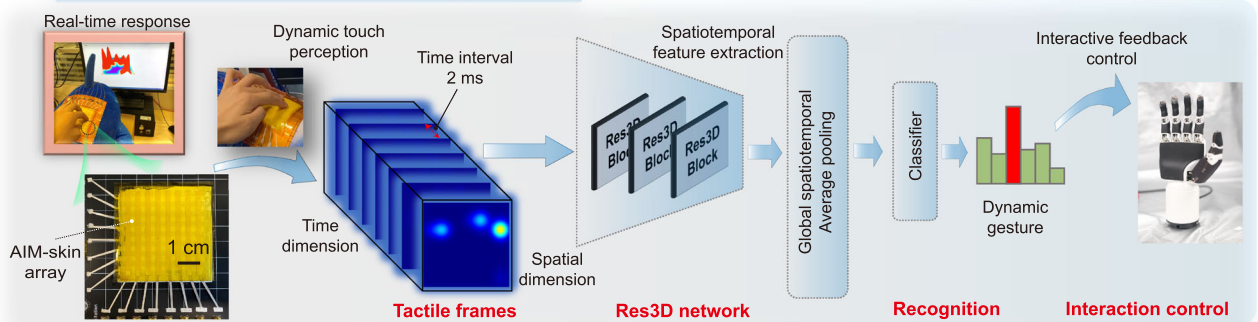 Real-time response
Dynamic touch
perception
Time interval
2 ms
Spatiotemporal
feature extraction
Interactive feedback
control
Res3D
Block
Res3D
Block
Res3D
Block
Global spatiotemporal
Average pooling
Classifier
AIM-skin
array
1 cm
Time
dimension
Spatial
dimension
Dynamic
gesture
Tactile frames
Res3D network
Recognition
Interaction control